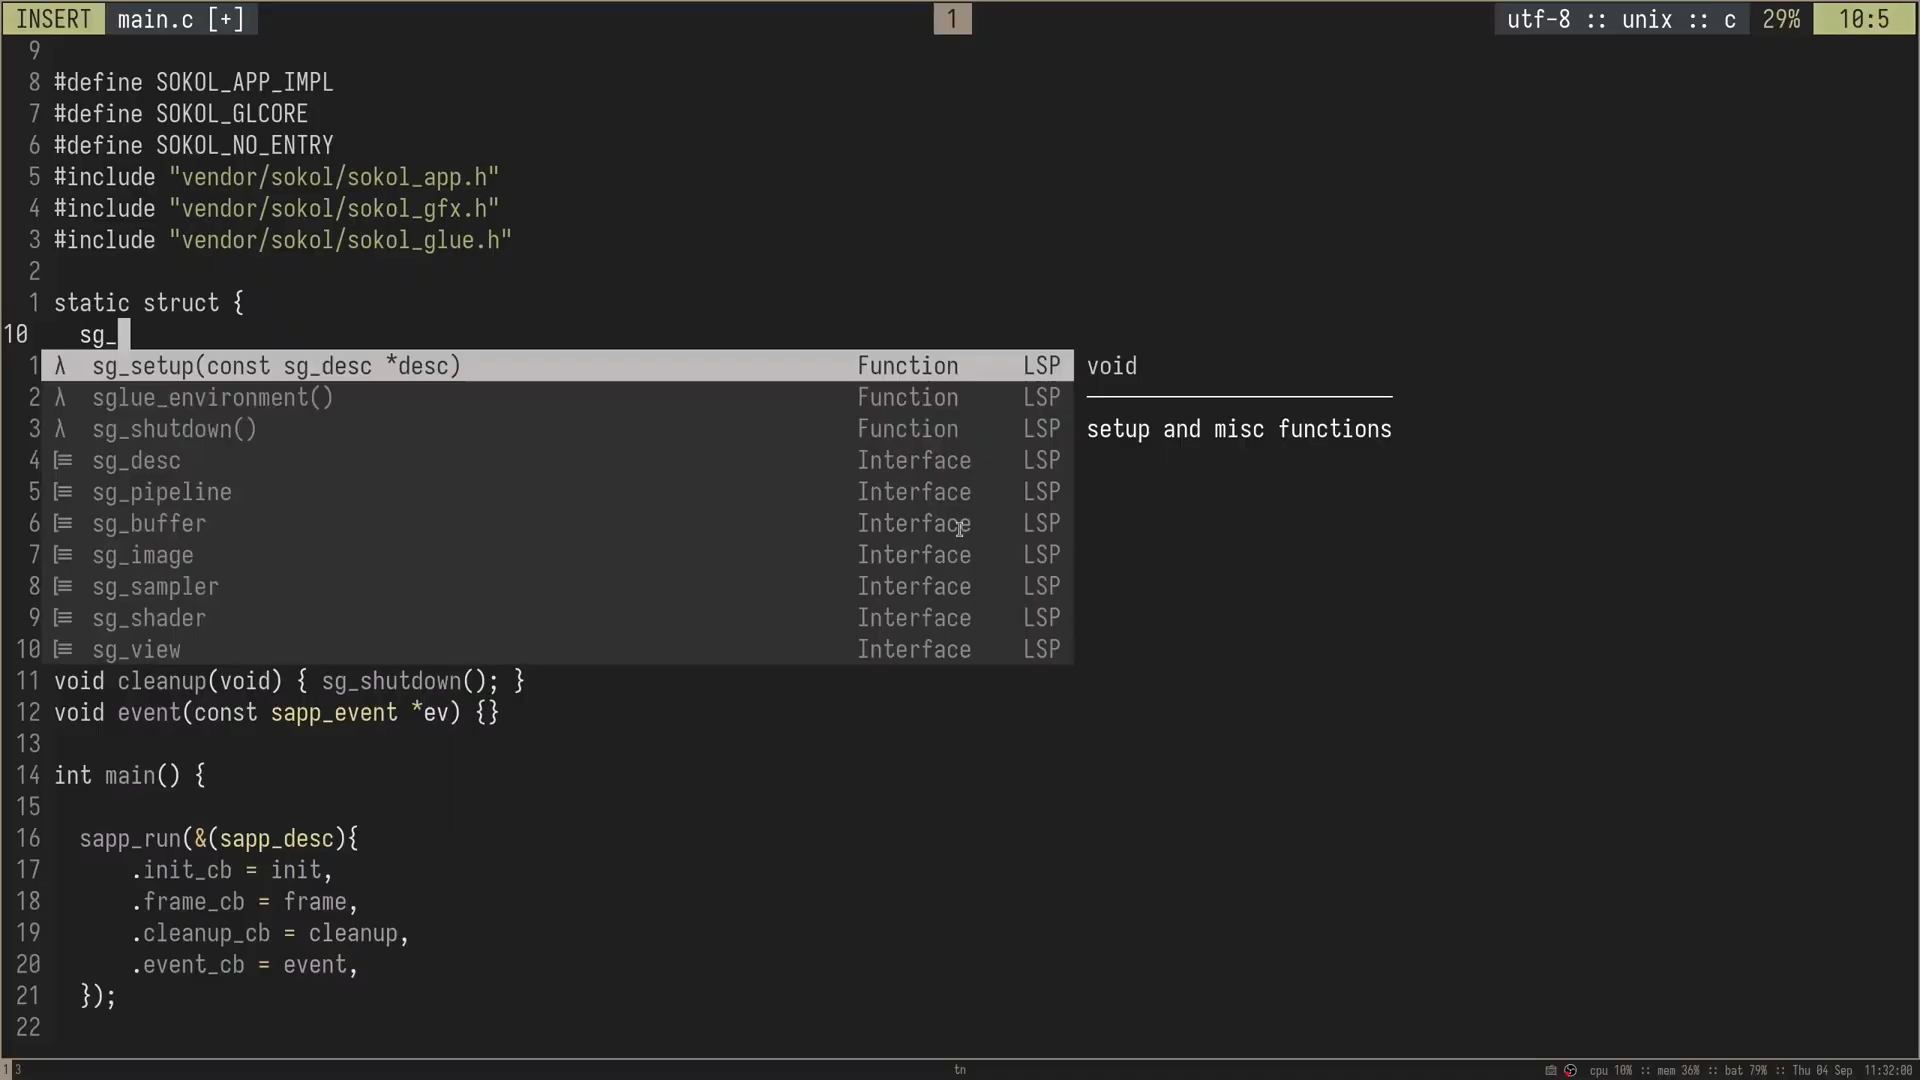 INSERT main.c [+] 1 utf-8 :: unix :: c 29% 10:5
9
8 #define SOKOL_APP_IMPL
7 #define SOKOL_GLCORE
6 #define SOKOL_NO_ENTRY
5 #include "vendor/sokol/sokol_app.h"
4 #include "vendor/sokol/sokol_gfx.h"
3 #include "vendor/sokol/sokol_glue.h"
2
1 static struct {
10 sg_
1 λ sg_setup(const sg_desc *desc) Function LSP void
2 λ sglue_environment() Function LSP
3 λ sg_shutdown() Function LSP setup and misc functions
4 sg_desc Interface LSP
5 sg_pipeline Interface LSP
6 sg_buffer Interface LSP
7 sg_image Interface LSP
8 sg_sampler Interface LSP
9 sg_shader Interface LSP
10 sg_view Interface LSP
11 void cleanup(void) { sg_shutdown(); }
12 void event(const sapp_event *ev) {}
13
14 int main() {
15
16 sapp_run(&(sapp_desc){
17 .init_cb = init,
18 .frame_cb = frame,
19 .cleanup_cb = cleanup,
20 .event_cb = event,
21 });
22
1 3 tn cpu 10% :: mem 36% :: bat 79% :: Thu 04 Sep 11:32:00